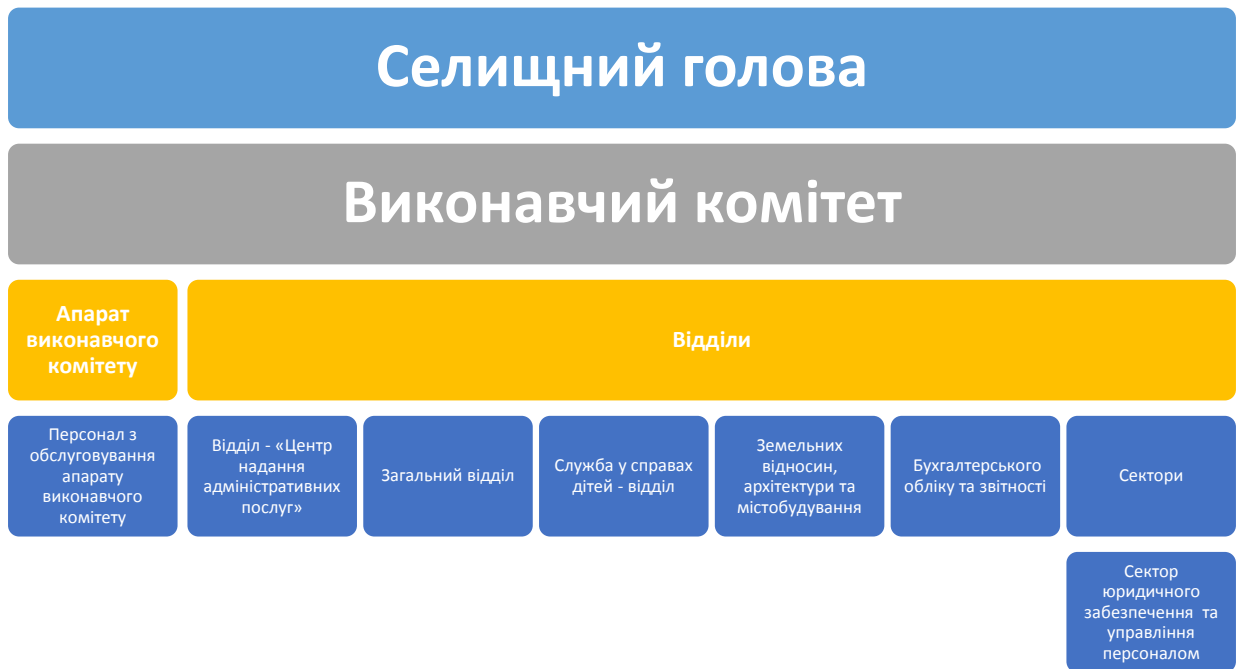 Селищний голова
Виконавчий комітет
Апарат
виконавчого
комітету
Відділи
Персонал з
обслуговування
апарату
виконавчого
комітету
Відділ - «Центр
надання
адміністративних
послуг»
Загальний відділ
Служба у справах
дітей - відділ
Земельних
відносин,
архітектури та
містобудування
Бухгалтерського
обліку та звітності
Сектори
Сектор
юридичного
забезпечення та
управління
персоналом